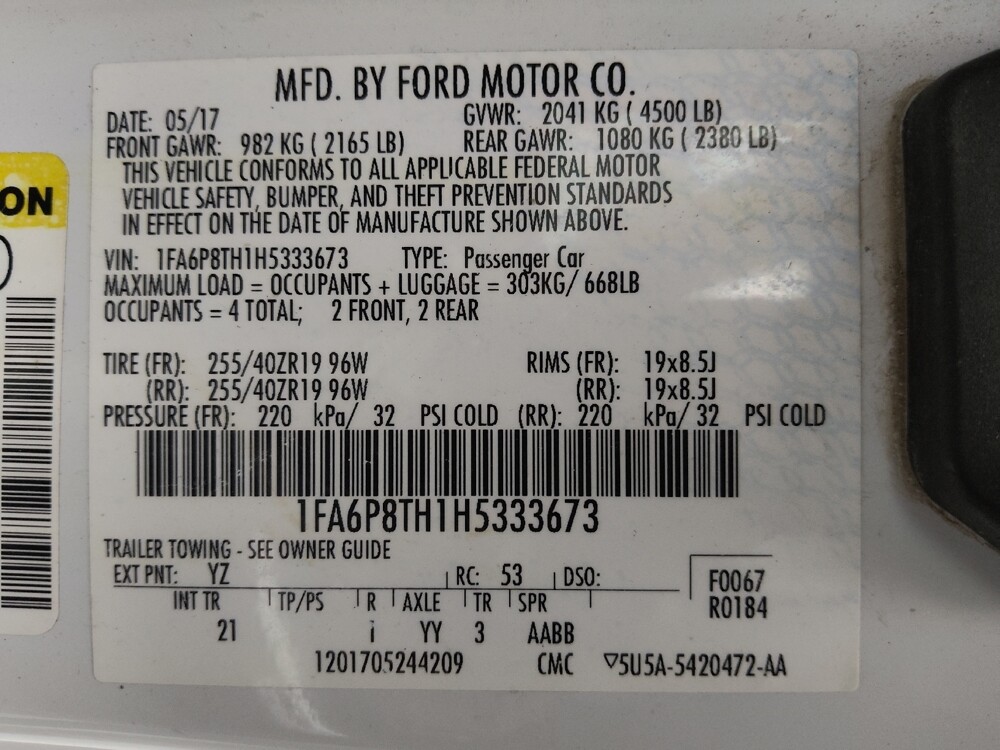 MFD. BY FORD MOTOR CO.
DATE: 05/17 GVWR: 2041 KG ( 4500 LB)
FRONT GAWR: 982 KG ( 2165 LB) REAR GAWR: 1080 KG ( 2380 LB)
THIS VEHICLE CONFORMS TO ALL APPLICABLE FEDERAL MOTOR
VEHICLE SAFETY, BUMPER, AND THEFT PREVENTION STANDARDS
IN EFFECT ON THE DATE OF MANUFACTURE SHOWN ABOVE.
VIN: 1FA6P8TH1H5333673 TYPE: Passenger Car
MAXIMUM LOAD = OCCUPANTS + LUGGAGE = 303KG/ 668LB
OCCUPANTS = 4 TOTAL; 2 FRONT, 2 REAR
TIRE (FR): 255/40ZR19 96W RIMS (FR): 19x8.5J
(RR): 255/40ZR19 96W (RR): 19x8.5J
PRESSURE (FR): 220 kPa/ 32 PSI COLD (RR): 220 kPa/ 32 PSI COLD
1FA6P8TH1H5333673
TRAILER TOWING - SEE OWNER GUIDE
EXT PNT: YZ RC: 53 DSO: F0067
INT TR TP/PS R AXLE TR SPR R0184
21 i YY 3 AABB
1201705244209 CMC ▽5U5A-5420472-AA
ON